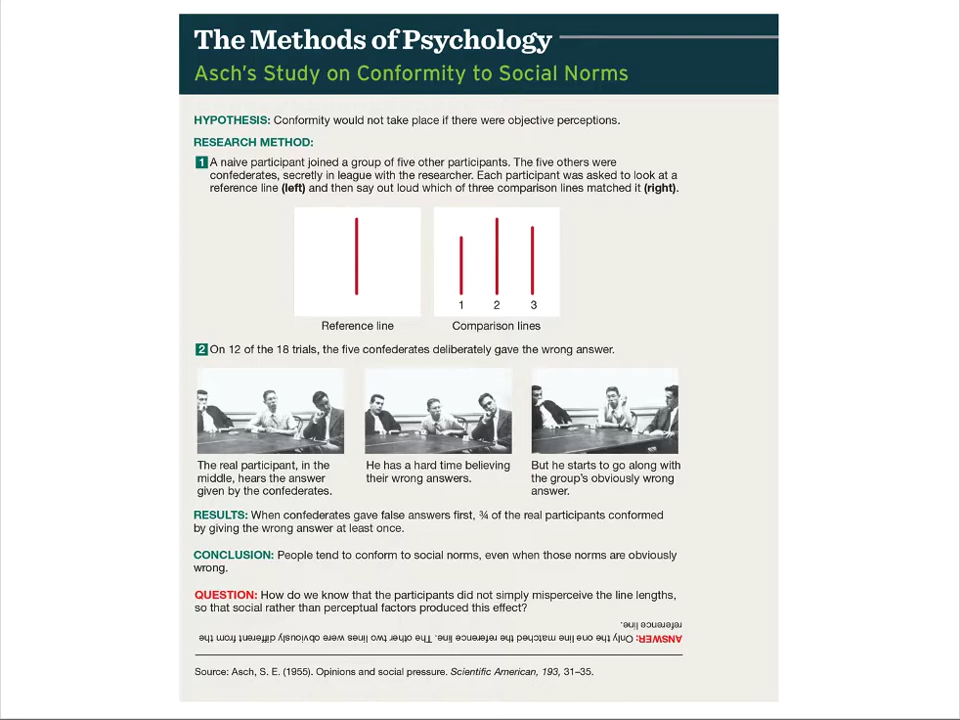 The Methods of Psychology
Asch's Study on Conformity to Social Norms
HYPOTHESIS: Conformity would not take place if there were objective perceptions.
RESEARCH METHOD:
1 A naive participant joined a group of five other participants. The five others were
confederates, secretly in league with the researcher. Each participant was asked to look at a
reference line (left) and then say out loud which of three comparison lines matched it (right).
1 2 3
Reference line Comparison lines
2 On 12 of the 18 trials, the five confederates deliberately gave the wrong answer.
The real participant, in the
middle, hears the answer
given by the confederates.
He has a hard time believing
their wrong answers.
But he starts to go along with
the group's obviously wrong
answer.
RESULTS: When confederates gave false answers first, ¾ of the real participants conformed
by giving the wrong answer at least once.
CONCLUSION: People tend to conform to social norms, even when those norms are obviously
wrong.
QUESTION: How do we know that the participants did not simply misperceive the line lengths,
so that social rather than perceptual factors produced this effect?
ANSWER: Only the one line matched the reference line. The other two lines were obviously different from the
reference line.
Source: Asch, S. E. (1955). Opinions and social pressure. Scientific American, 193, 31–35.